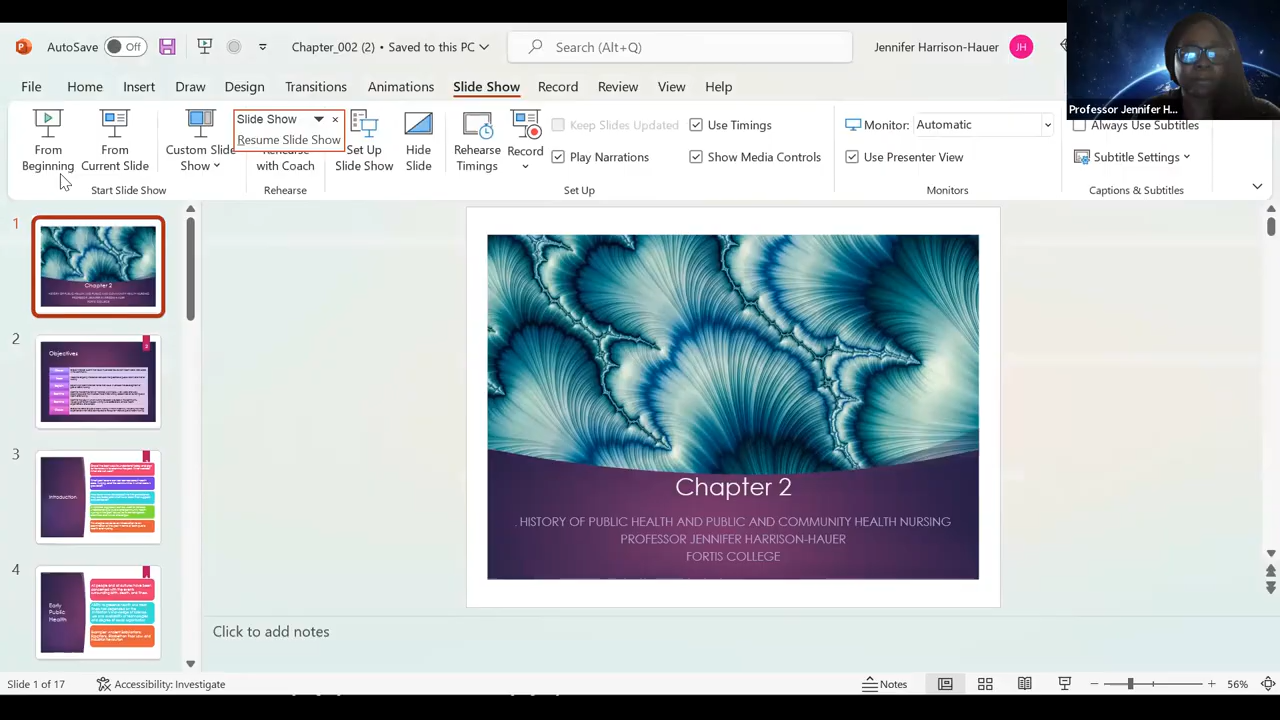 AutoSave Off Chapter_002 (2) • Saved to this PC Search (Alt+Q) Jennifer Harrison-Hauer JH
Professor Jennifer H...
File Home Insert Draw Design Transitions Animations Slide Show Record Review View Help
From Beginning
From Current Slide
Custom Slide Show
Slide Show
Resume Slide Show
with Coach
Set Up Slide Show
Hide Slide
Rehearse Timings
Record
Keep Slides Updated
Use Timings
Play Narrations
Show Media Controls
Monitor: Automatic
Use Presenter View
Always Use Subtitles
Subtitle Settings
Start Slide Show Rehearse Set Up Monitors Captions & Subtitles
1
Chapter 2
2
Objectives
3
Introduction
4
Early
Public
Health
Chapter 2
HISTORY OF PUBLIC HEALTH AND PUBLIC AND COMMUNITY HEALTH NURSING
PROFESSOR JENNIFER HARRISON-HAUER
FORTIS COLLEGE
Click to add notes
Slide 1 of 17 Accessibility: Investigate Notes 56%